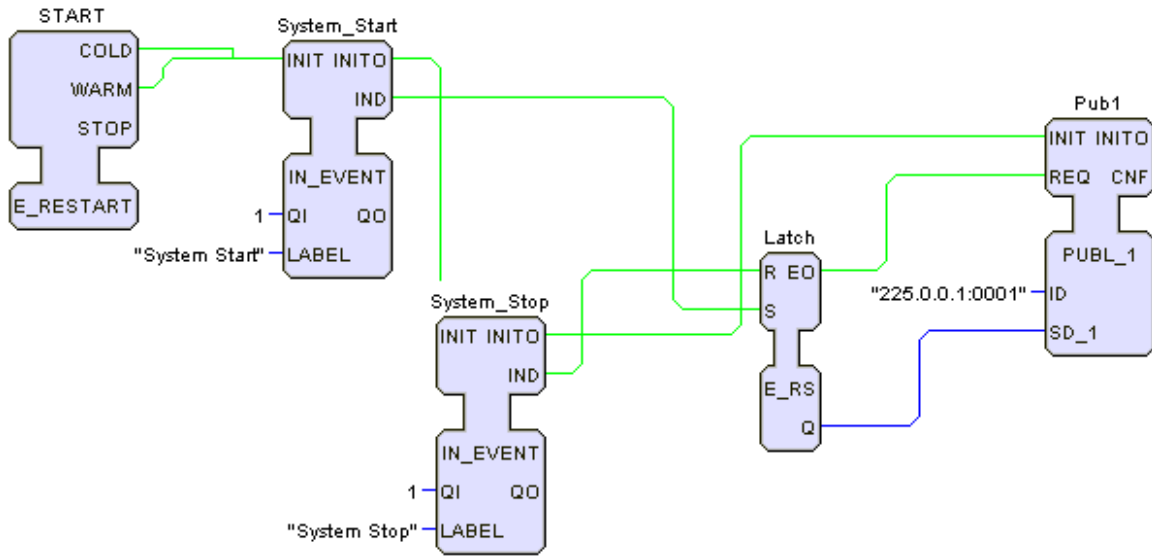 START
COLD
WARM
STOP
E_RESTART
System_Start
INIT INITO
IND
IN_EVENT
1 QI QO
"System Start" LABEL
System_Stop
INIT INITO
IND
IN_EVENT
1 QI QO
"System Stop" LABEL
Latch
R EO
S
E_RS
Q
Pub1
INIT INITO
REQ CNF
PUBL_1
"225.0.0.1:0001" ID
SD_1